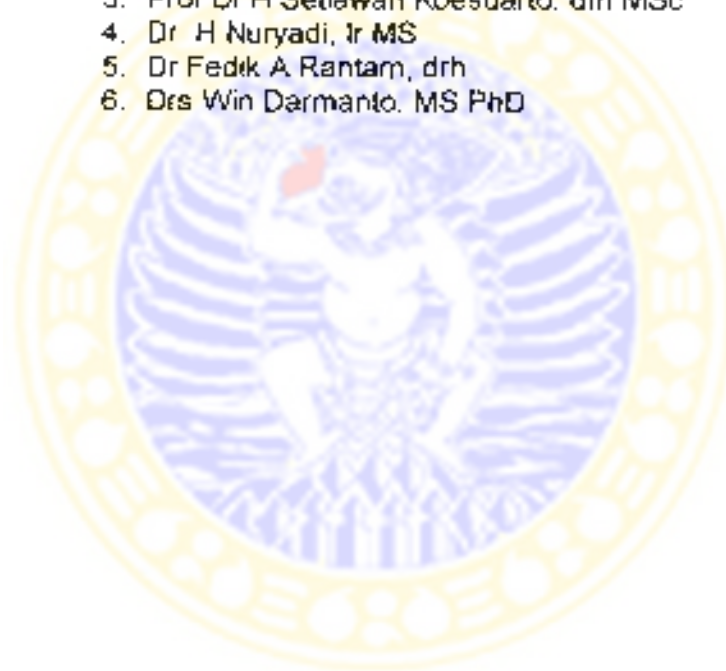 4. Dr H Nuryadi, Ir MS
5. Dr Fedik A Rantam, drh
6. Drs Win Darmanto. MS PhD